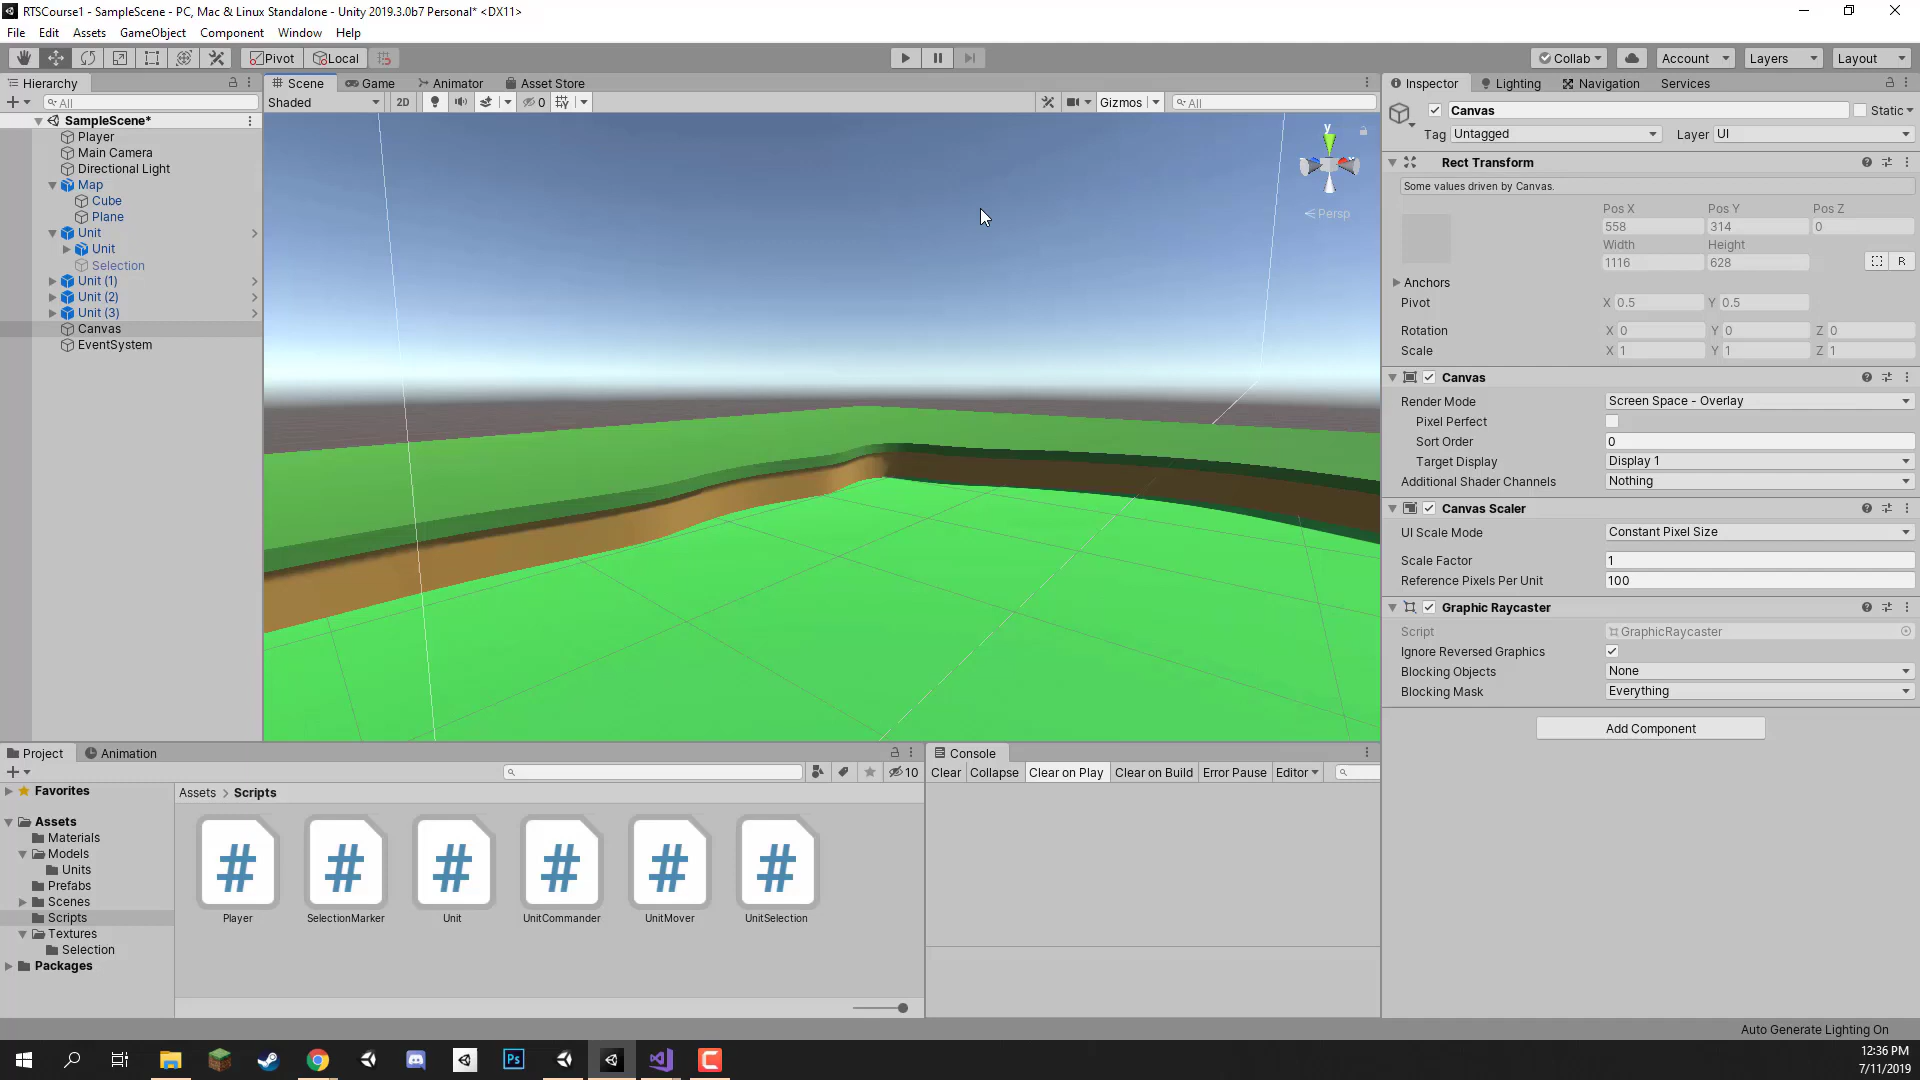 RTSCourse1 - SampleScene - PC, Mac & Linux Standalone - Unity 2019.3.0b7 Personal* <DX11>
File Edit Assets GameObject Component Window Help
Pivot Local Collab Account Layers Layout
Hierarchy
All
SampleScene*
Player
Main Camera
Directional Light
Map
Cube
Plane
Unit
Unit
Selection
Unit (1)
Unit (2)
Unit (3)
Canvas
EventSystem
Scene Game Animator Asset Store
Shaded 2D 0 Gizmos All
y
Persp
Inspector Lighting Navigation Services
Canvas Static
Tag Untagged Layer UI
Rect Transform
Some values driven by Canvas.
Pos X Pos Y Pos Z
558 314 0
Width Height
1116 628 R
Anchors
Pivot X 0.5 Y 0.5
Rotation X 0 Y 0 Z 0
Scale X 1 Y 1 Z 1
Canvas
Render Mode Screen Space - Overlay
Pixel Perfect
Sort Order 0
Target Display Display 1
Additional Shader Channels Nothing
Canvas Scaler
UI Scale Mode Constant Pixel Size
Scale Factor 1
Reference Pixels Per Unit 100
Graphic Raycaster
Script GraphicRaycaster
Ignore Reversed Graphics
Blocking Objects None
Blocking Mask Everything
Add Component
Project Animation
10
Favorites
Assets
Materials
Models
Units
Prefabs
Scenes
Scripts
Textures
Selection
Packages
Assets > Scripts
# # # # # #
Player SelectionMarker Unit UnitCommander UnitMover UnitSelection
Console
Clear Collapse Clear on Play Clear on Build Error Pause Editor
Auto Generate Lighting On
Ps
12:36 PM
7/11/2019